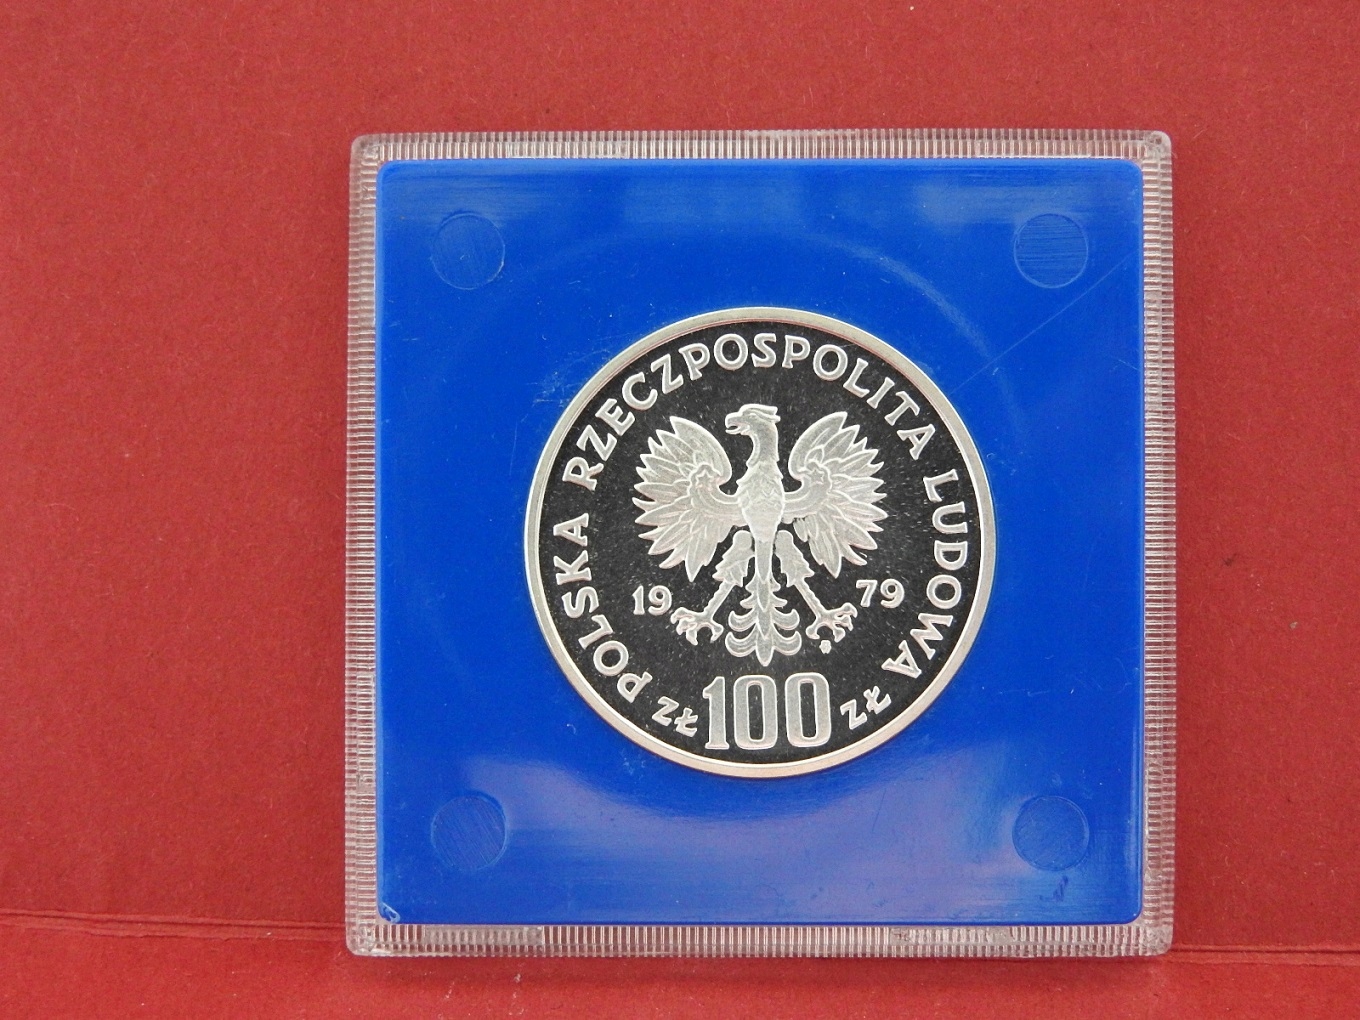 POLSKA RZECZPOSPOLITA LUDOWA
19 79
ZŁ 100 ZŁ